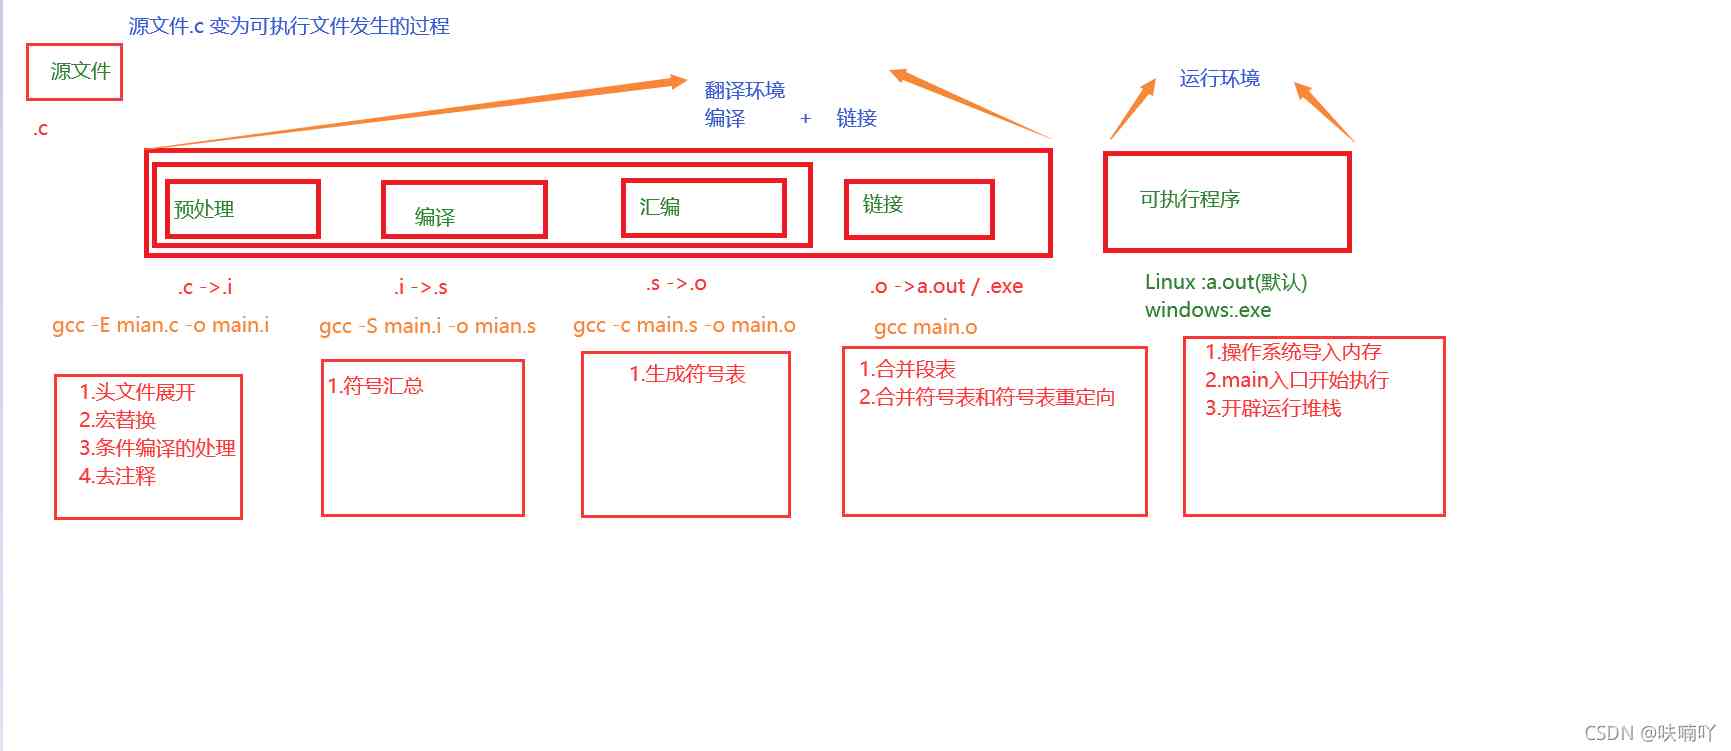 源文件.c 变为可执行文件发生的过程
源文件
.c
翻译环境
编译 + 链接
运行环境
预处理
编译
汇编
链接
可执行程序
.c ->.i
.i ->.s
.s ->.o
.o ->a.out / .exe
Linux :a.out(默认)
windows:.exe
gcc -E mian.c -o main.i
gcc -S main.i -o mian.s
gcc -c main.s -o main.o
gcc main.o
1.头文件展开
2.宏替换
3.条件编译的处理
4.去注释
1.符号汇总
1.生成符号表
1.合并段表
2.合并符号表和符号表重定向
1.操作系统导入内存
2.main入口开始执行
3.开辟运行堆栈
CSDN @呋喃吖